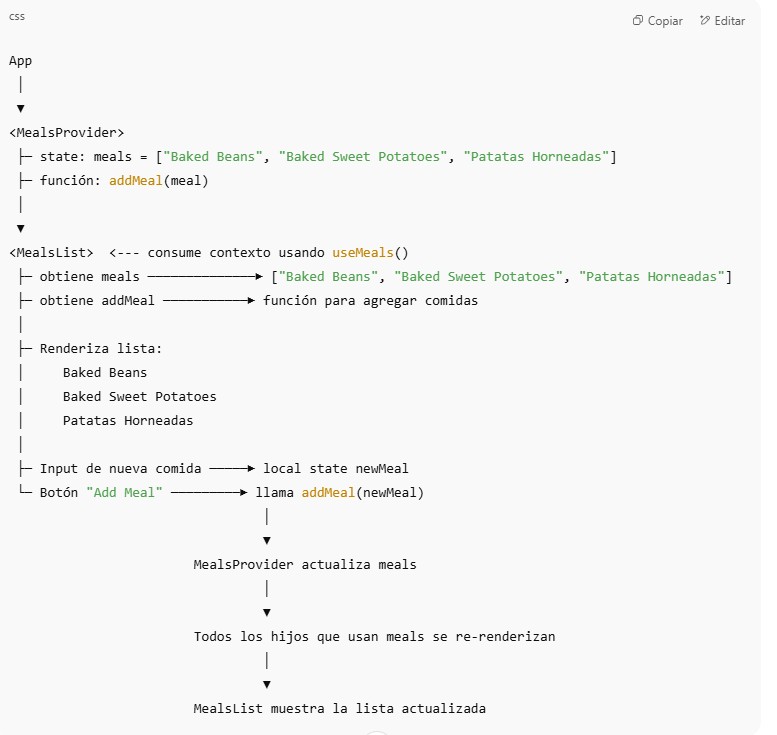 css
Copiar
Editar
App
│
▼
<MealsProvider>
├─ state: meals = ["Baked Beans", "Baked Sweet Potatoes", "Patatas Horneadas"]
├─ función: addMeal(meal)
│
▼
<MealsList>  <--- consume contexto usando useMeals()
├─ obtiene meals ──────────────► ["Baked Beans", "Baked Sweet Potatoes", "Patatas Horneadas"]
├─ obtiene addMeal ───────────► función para agregar comidas
│
├─ Renderiza lista:
│     Baked Beans
│     Baked Sweet Potatoes
│     Patatas Horneadas
│
├─ Input de nueva comida ─────► local state newMeal
└─ Botón "Add Meal" ─────────► llama addMeal(newMeal)
│
▼
MealsProvider actualiza meals
│
▼
Todos los hijos que usan meals se re-renderizan
│
▼
MealsList muestra la lista actualizada